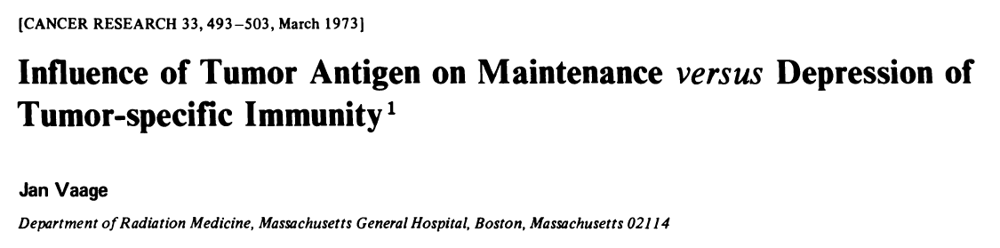 [CANCER RESEARCH 33, 493–503, March 1973]
Influence of Tumor Antigen on Maintenance versus Depression of
Tumor-specific Immunity¹
Jan Vaage
Department of Radiation Medicine, Massachusetts General Hospital, Boston, Massachusetts 02114